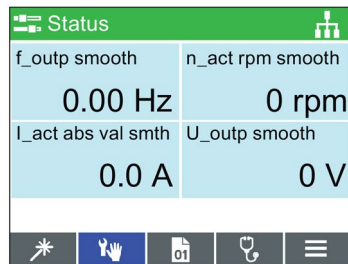 Status
f_outp smooth
n_act rpm smooth
0.00 Hz
0 rpm
I_act abs val smth
U_outp smooth
0.0 A
0 V
01